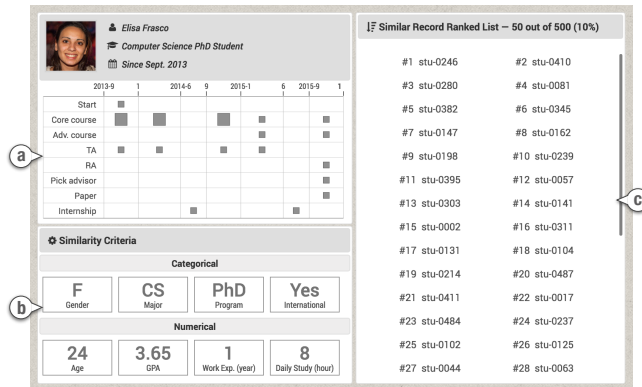 Elisa Frasco
Computer Science PhD Student
Since Sept. 2013
2013-9 1 2014-6 9 2015-1 6 2015-9 1
Start
Core course
Adv. course
TA
RA
Pick advisor
Paper
Internship
a
Similarity Criteria
Categorical
F CS PhD Yes
Gender Major Program International
Numerical
24 3.65 1 8
Age GPA Work Exp. (year) Daily Study (hour)
b
Similar Record Ranked List — 50 out of 500 (10%)
#1 stu-0246 #2 stu-0410
#3 stu-0280 #4 stu-0081
#5 stu-0382 #6 stu-0345
#7 stu-0147 #8 stu-0162
#9 stu-0198 #10 stu-0239
#11 stu-0395 #12 stu-0057
#13 stu-0303 #14 stu-0141
#15 stu-0002 #16 stu-0311
#17 stu-0131 #18 stu-0104
#19 stu-0214 #20 stu-0487
#21 stu-0411 #22 stu-0017
#23 stu-0484 #24 stu-0237
#25 stu-0102 #26 stu-0125
#27 stu-0044 #28 stu-0063
c